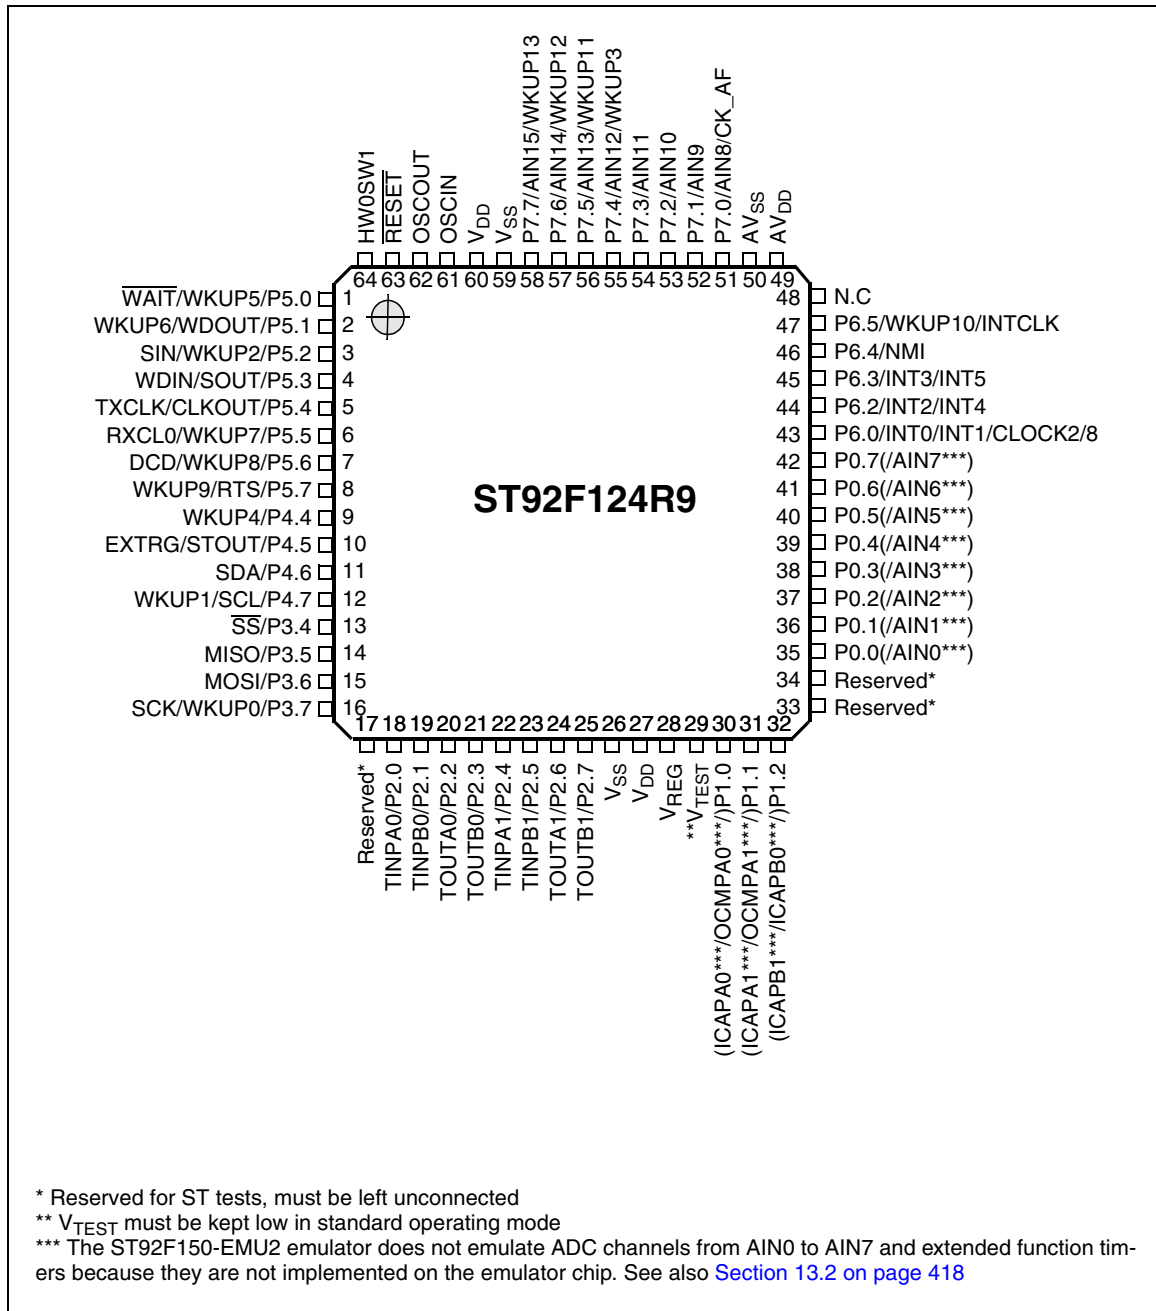 HW0SW1
RESET
OSCOUT
OSCIN
VDD
VSS
P7.7/AIN15/WKUP13
P7.6/AIN14/WKUP12
P7.5/AIN13/WKUP11
P7.4/AIN12/WKUP3
P7.3/AIN11
P7.2/AIN10
P7.1/AIN9
P7.0/AIN8/CK_AF
AVSS
AVDD
64 63 62 61 60 59 58 57 56 55 54 53 52 51 50 49
WAIT/WKUP5/P5.0 1
WKUP6/WDOUT/P5.1 2
SIN/WKUP2/P5.2 3
WDIN/SOUT/P5.3 4
TXCLK/CLKOUT/P5.4 5
RXCL0/WKUP7/P5.5 6
DCD/WKUP8/P5.6 7
WKUP9/RTS/P5.7 8
WKUP4/P4.4 9
EXTRG/STOUT/P4.5 10
SDA/P4.6 11
WKUP1/SCL/P4.7 12
SS/P3.4 13
MISO/P3.5 14
MOSI/P3.6 15
SCK/WKUP0/P3.7 16
ST92F124R9
48 N.C
47 P6.5/WKUP10/INTCLK
46 P6.4/NMI
45 P6.3/INT3/INT5
44 P6.2/INT2/INT4
43 P6.0/INT0/INT1/CLOCK2/8
42 P0.7(/AIN7***)
41 P0.6(/AIN6***)
40 P0.5(/AIN5***)
39 P0.4(/AIN4***)
38 P0.3(/AIN3***)
37 P0.2(/AIN2***)
36 P0.1(/AIN1***)
35 P0.0(/AIN0***)
34 Reserved*
33 Reserved*
17 18 19 20 21 22 23 24 25 26 27 28 29 30 31 32
Reserved*
TINPA0/P2.0
TINPB0/P2.1
TOUTA0/P2.2
TOUTB0/P2.3
TINPA1/P2.4
TINPB1/P2.5
TOUTA1/P2.6
TOUTB1/P2.7
VSS
VDD
VREG
**VTEST
(ICAPA0***/OCMPA0***/)P1.0
(ICAPA1***/OCMPA1***/)P1.1
(ICAPB1***/ICAPB0***/)P1.2
* Reserved for ST tests, must be left unconnected
** VTEST must be kept low in standard operating mode
*** The ST92F150-EMU2 emulator does not emulate ADC channels from AIN0 to AIN7 and extended function tim-
ers because they are not implemented on the emulator chip. See also Section 13.2 on page 418